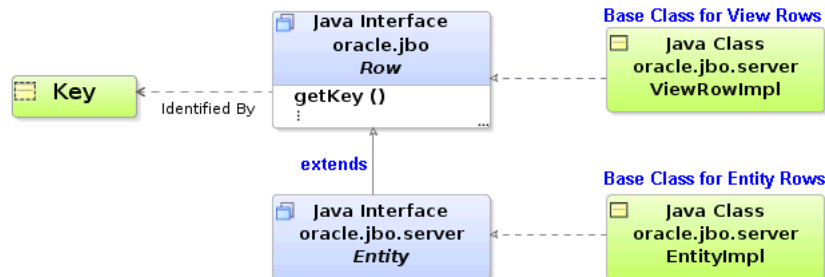 Base Class for View Rows
Java Interface
oracle.jbo
Row
getKey ()
...
Java Class
oracle.jbo.server
ViewRowImpl
Key
Identified By
extends
Base Class for Entity Rows
Java Interface
oracle.jbo.server
Entity
Java Class
oracle.jbo.server
EntityImpl